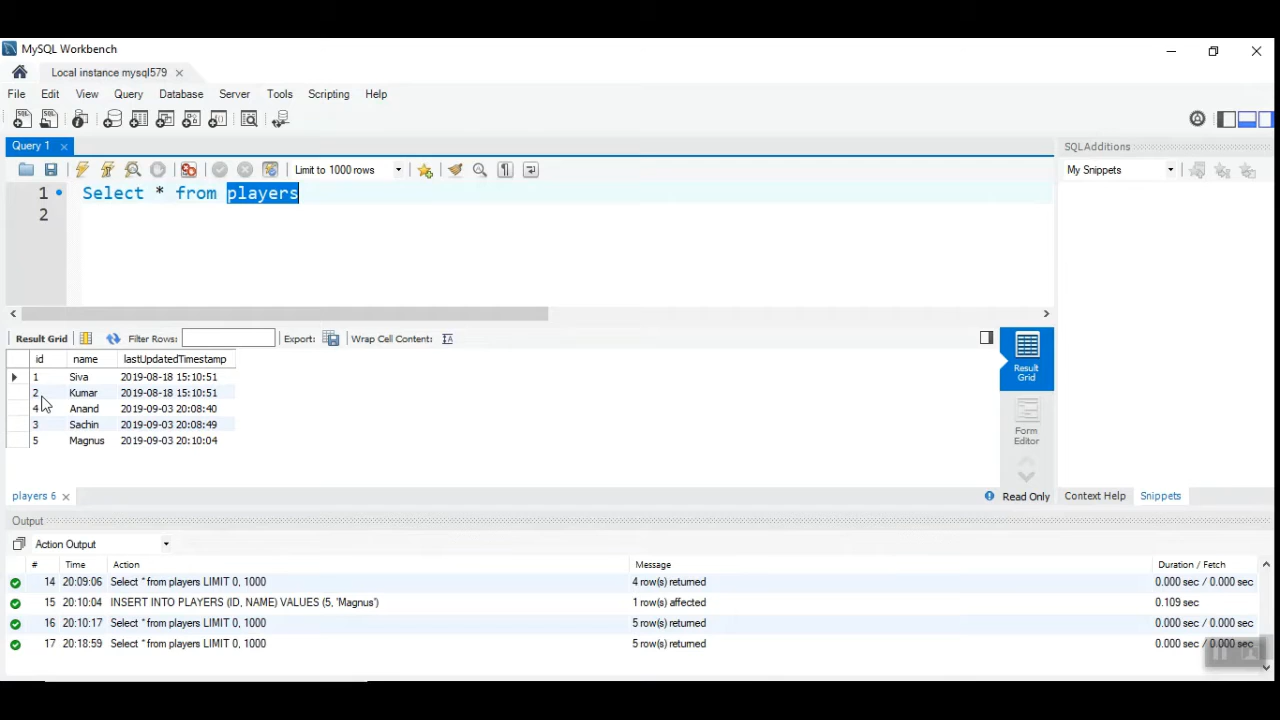 MySQL Workbench
Local instance mysql579
File Edit View Query Database Server Tools Scripting Help
Query 1
SQLAdditions
Limit to 1000 rows
My Snippets
1 Select * from players
2
Result Grid Filter Rows: Export: Wrap Cell Content:
id name lastUpdatedTimestamp
1 Siva 2019-08-18 15:10:51
2 Kumar 2019-08-18 15:10:51
4 Anand 2019-09-03 20:08:40
3 Sachin 2019-09-03 20:08:49
5 Magnus 2019-09-03 20:10:04
Result
Grid
Form
Editor
players 6
Read Only
Context Help Snippets
Output
Action Output
# Time Action Message Duration / Fetch
14 20:09:06 Select * from players LIMIT 0, 1000 4 row(s) returned 0.000 sec / 0.000 sec
15 20:10:04 INSERT INTO PLAYERS (ID, NAME) VALUES (5, 'Magnus') 1 row(s) affected 0.109 sec
16 20:10:17 Select * from players LIMIT 0, 1000 5 row(s) returned 0.000 sec / 0.000 sec
17 20:18:59 Select * from players LIMIT 0, 1000 5 row(s) returned 0.000 sec / 0.000 sec